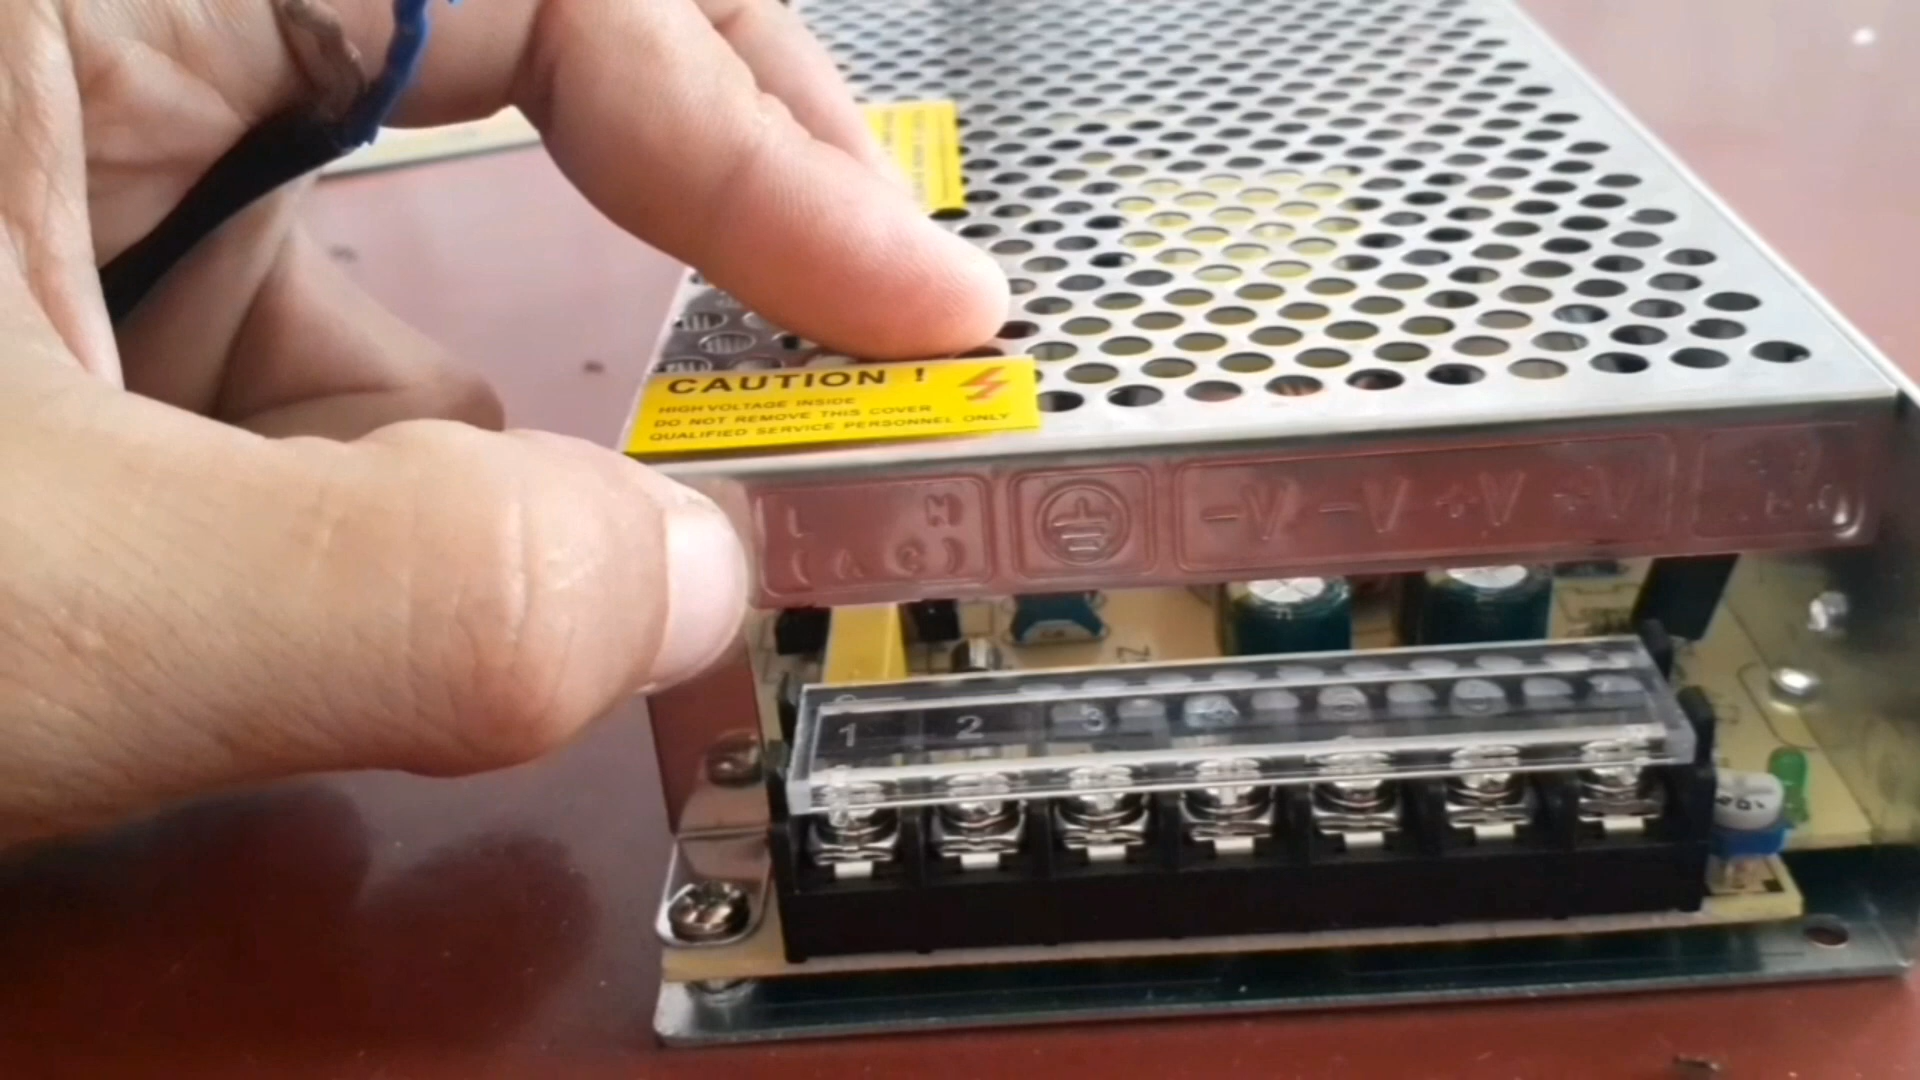 CAUTION !
HIGH VOLTAGE INSIDE
DO NOT REMOVE THIS COVER
QUALIFIED SERVICE PERSONNEL ONLY
L N
(AC)
-V -V +V +V
1 2 3